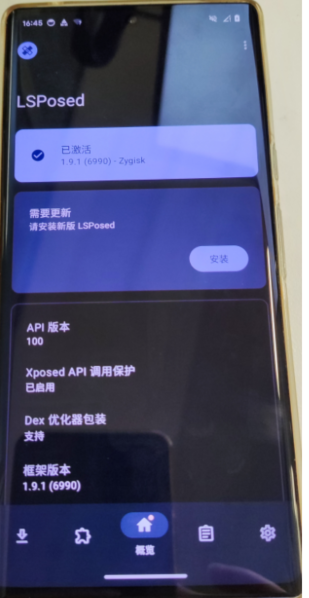 16:45
LSPosed
已激活
1.9.1 (6990) - Zygisk
需要更新
请安装新版 LSPosed
安装
API 版本
100
Xposed API 调用保护
已启用
Dex 优化器包装
支持
框架版本
1.9.1 (6990)
概览